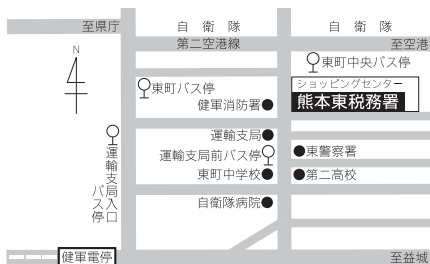 至県庁
自衛隊
自衛隊
第二空港線
至空港
N
東町中央バス停
ショッピングセンター
熊本東税務署
東町バス停
健軍消防署
運輸支局
運輸支局前バス停
東警察署
東町中学校
第二高校
運輸支局入口
バス停
自衛隊病院
健軍電停
至益城